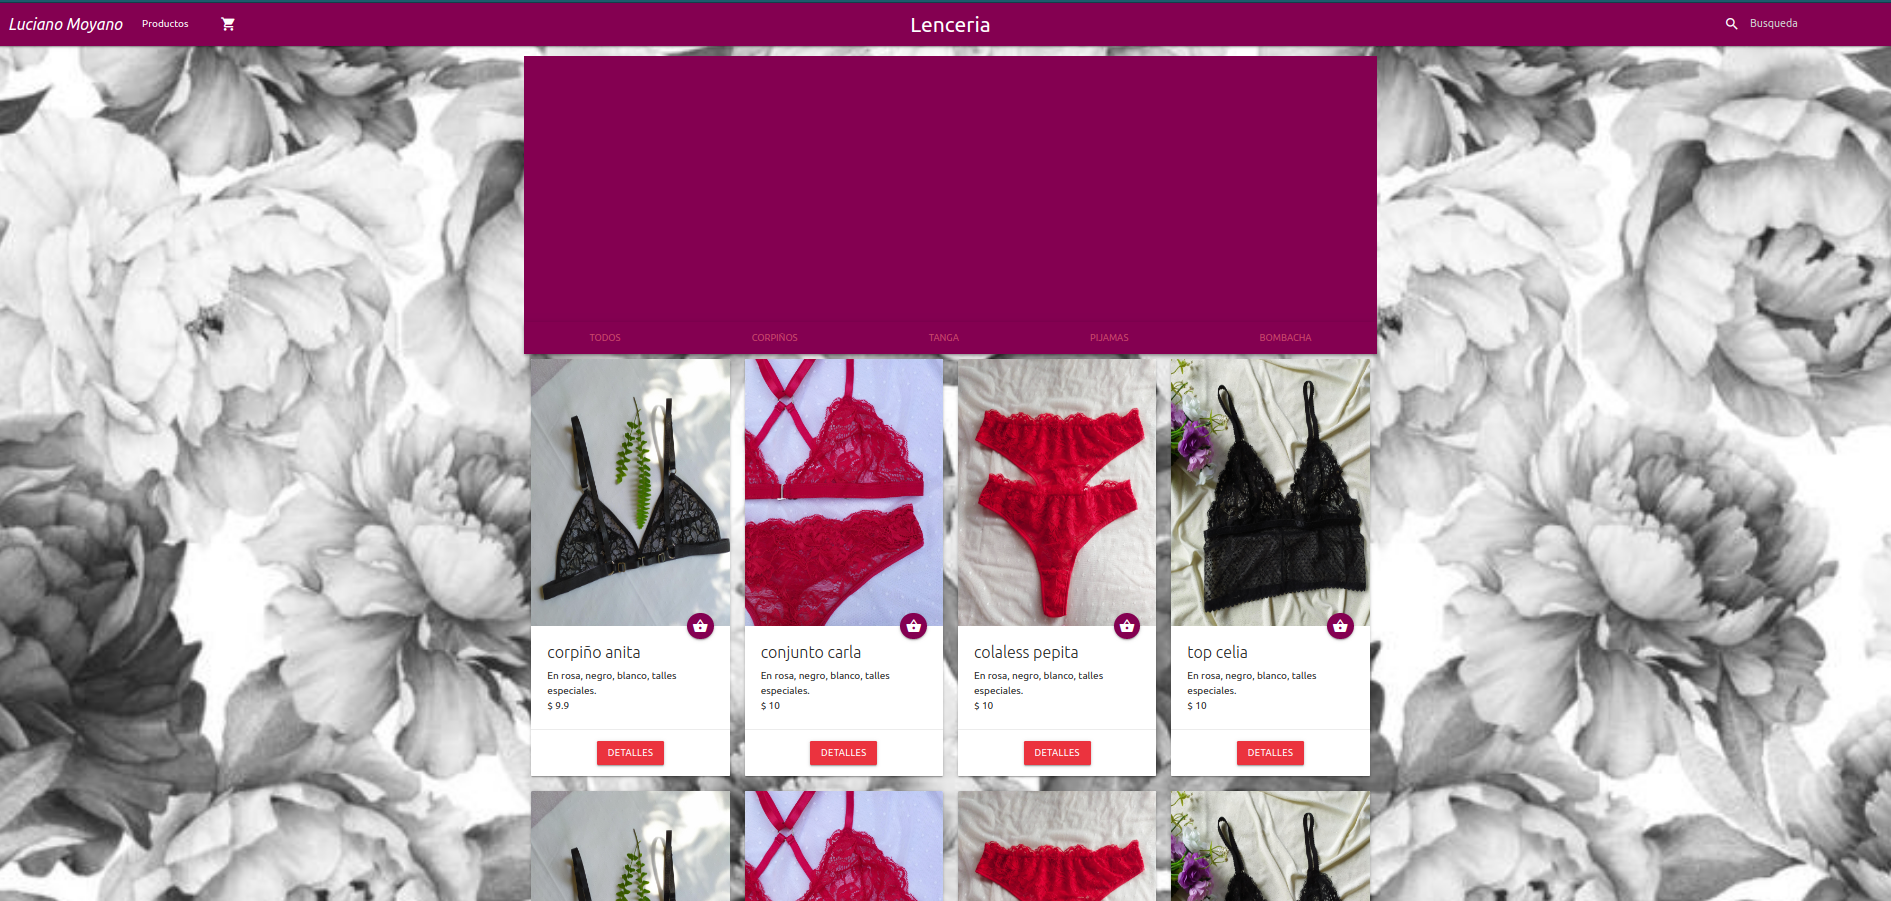 Luciano Moyano Productos Lenceria Busqueda
TODOS CORPIÑOS TANGA PIJAMAS BOMBACHA
corpiño anita
En rosa, negro, blanco, talles
especiales.
$ 9.9
DETALLES
conjunto carla
En rosa, negro, blanco, talles
especiales.
$ 10
DETALLES
colaless pepita
En rosa, negro, blanco, talles
especiales.
$ 10
DETALLES
top celia
En rosa, negro, blanco, talles
especiales.
$ 10
DETALLES